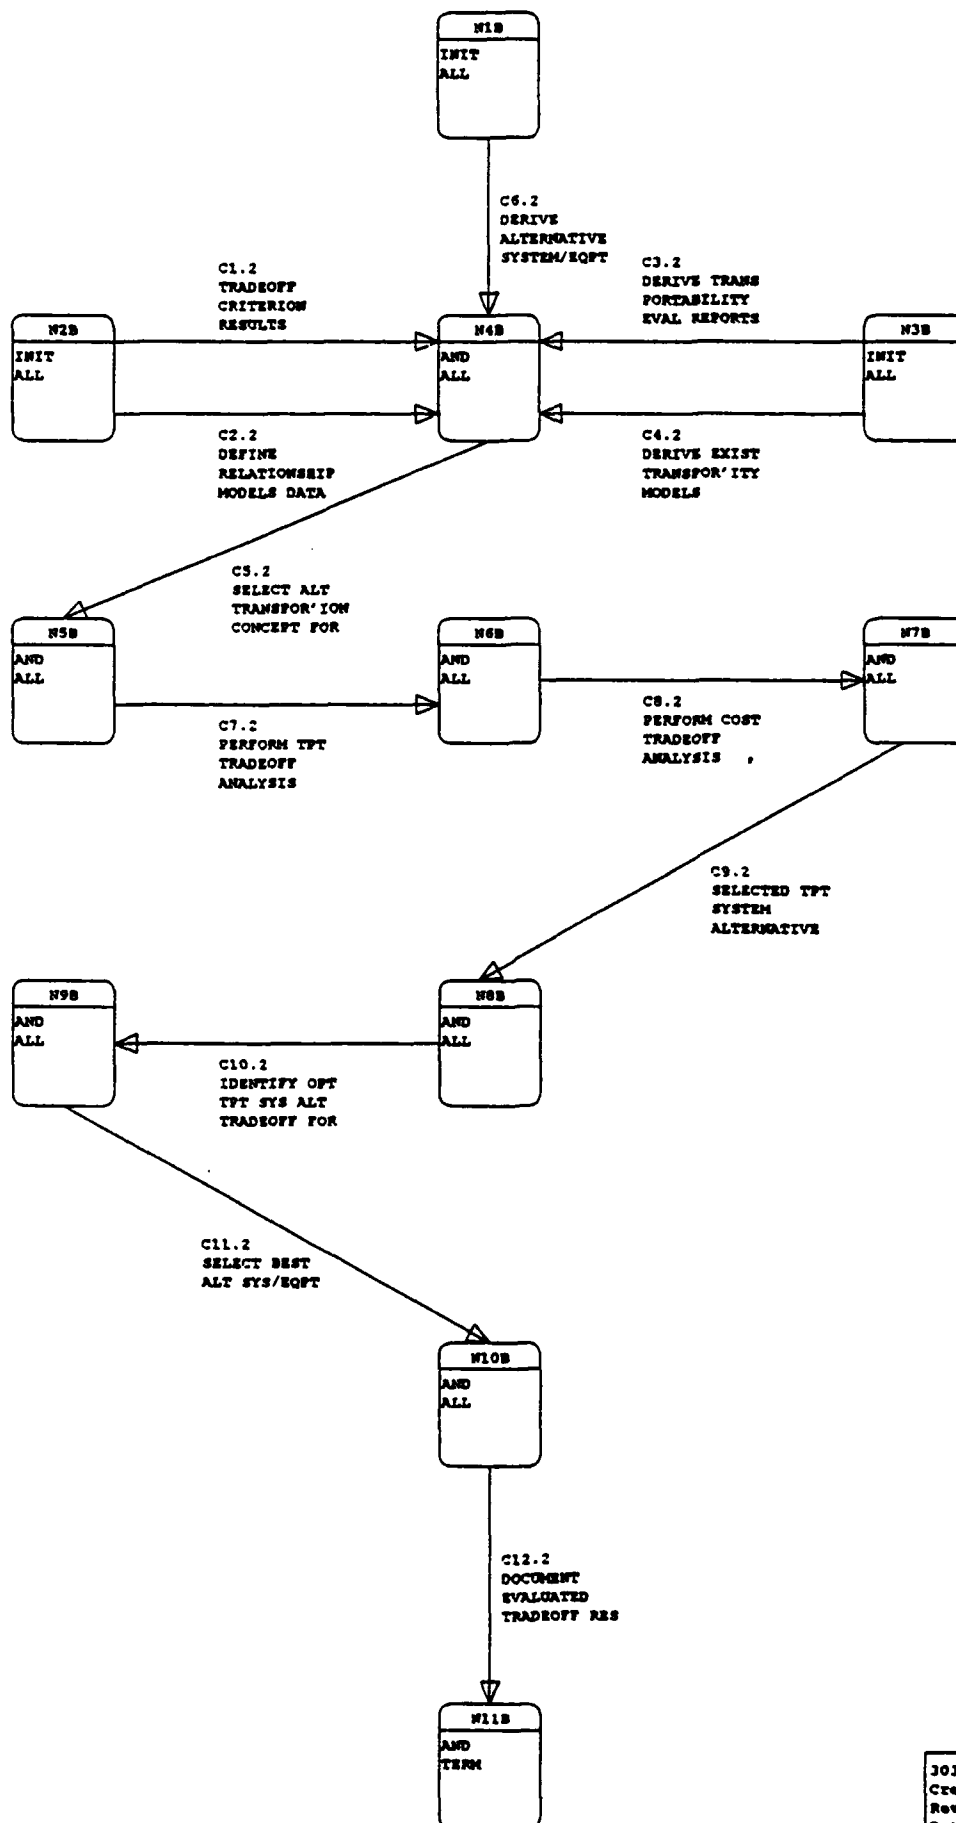 N1B
INIT
ALL
C6.2
DERIVE
ALTERNATIVE
SYSTEM/EQPT
C1.2
TRADEOFF
CRITERION
RESULTS
C3.2
DERIVE TRANS
PORTABILITY
EVAL REPORTS
N2B
INIT
ALL
N4B
AND
ALL
N3B
INIT
ALL
C2.2
DEFINE
RELATIONSHIP
MODELS DATA
C4.2
DERIVE EXIST
TRANSPOR'ITY
MODELS
C5.2
SELECT ALT
TRANSPOR'ION
CONCEPT FOR
N5B
AND
ALL
N6B
AND
ALL
N7B
AND
ALL
C7.2
PERFORM TPT
TRADEOFF
ANALYSIS
C8.2
PERFORM COST
TRADEOFF
ANALYSIS
C9.2
SELECTED TPT
SYSTEM
ALTERNATIVE
N9B
AND
ALL
N8B
AND
ALL
C10.2
IDENTIFY OPT
TPT SYS ALT
TRADEOFF FOR
C11.2
SELECT BEST
ALT SYS/EQPT
N10B
AND
ALL
C12.2
DOCUMENT
EVALUATED
TRADEOFF RES
N11B
AND
TERM
Cre